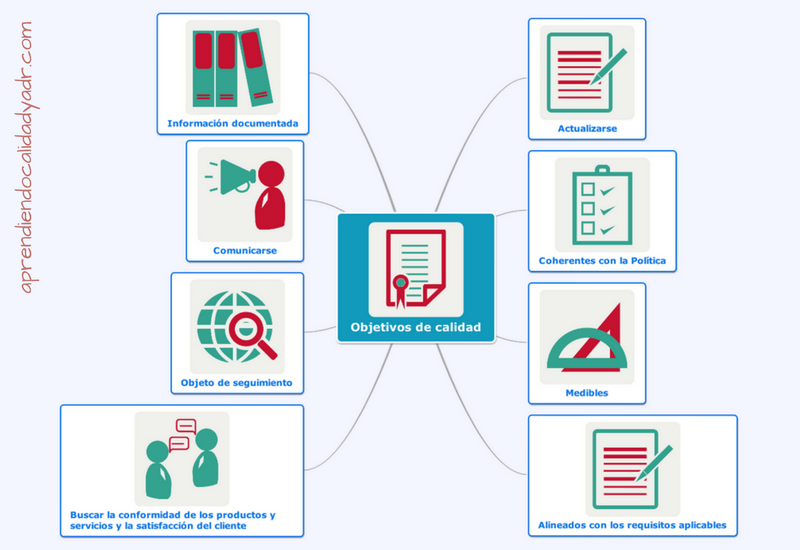 aprendiendocalidadyadr.com
Información documentada
Actualizarse
Comunicarse
Coherentes con la Política
Objetivos de calidad
Objeto de seguimiento
Medibles
Buscar la conformidad de los productos y
servicios y la satisfacción del cliente
Alineados con los requisitos aplicables